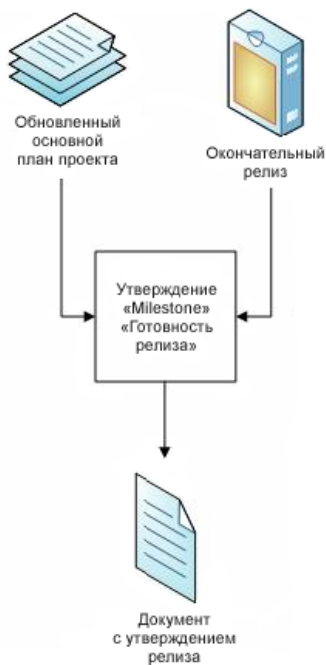 Обновленный
основной
план проекта
Окончательный
релиз
Утверждение
«Milestone»
«Готовность
релиза»
Документ
с утверждением
релиза